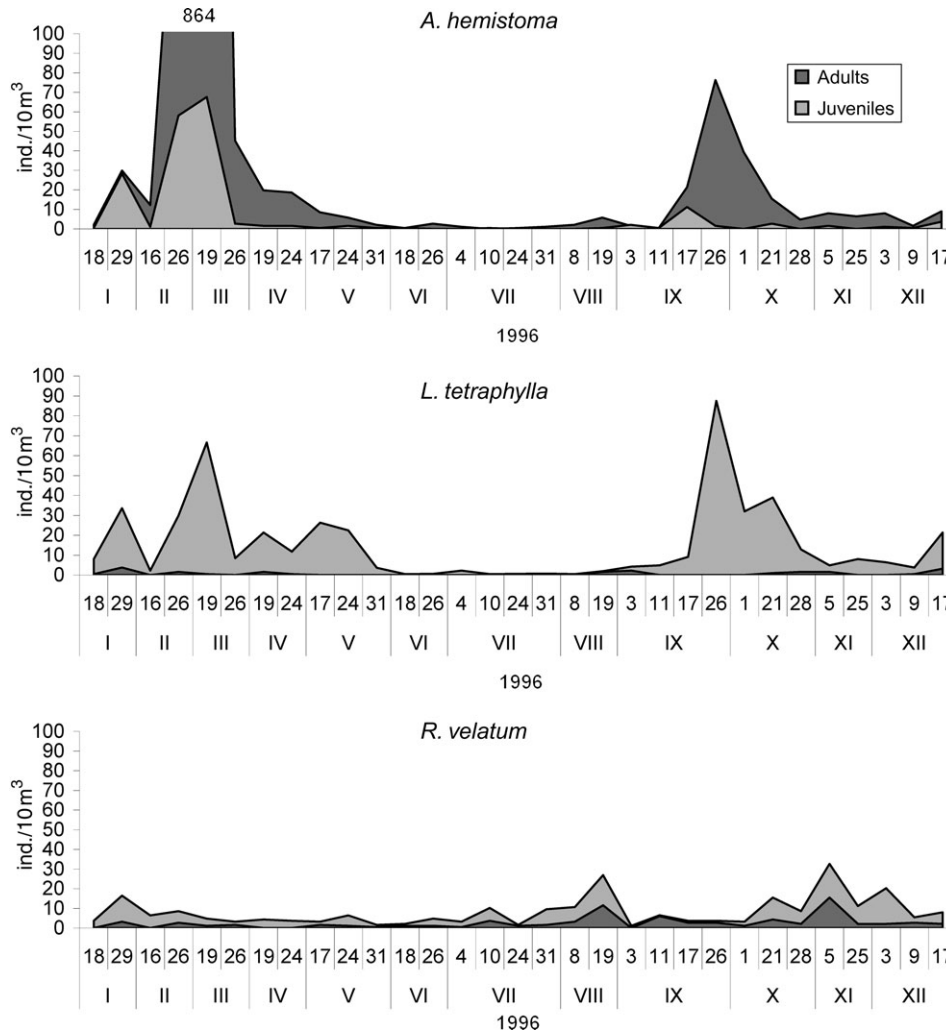 864
A. hemistoma
100
90
80
70
60
50
40
30
20
10
0
ind./10m³
Adults
Juveniles
18 29 16 26 19 26 19 24 17 24 31 18 26 4 10 24 31 8 19 3 11 17 26 1 21 28 5 25 3 9 17
I II III IV V VI VII VIII IX X XI XII
1996
L. tetraphylla
100
90
80
70
60
50
40
30
20
10
0
ind./10m³
18 29 16 26 19 26 19 24 17 24 31 18 26 4 10 24 31 8 19 3 11 17 26 1 21 28 5 25 3 9 17
I II III IV V VI VII VIII IX X XI XII
1996
R. velatum
100
90
80
70
60
50
40
30
20
10
0
ind./10m³
18 29 16 26 19 26 19 24 17 24 31 18 26 4 10 24 31 8 19 3 11 17 26 1 21 28 5 25 3 9 17
I II III IV V VI VII VIII IX X XI XII
1996